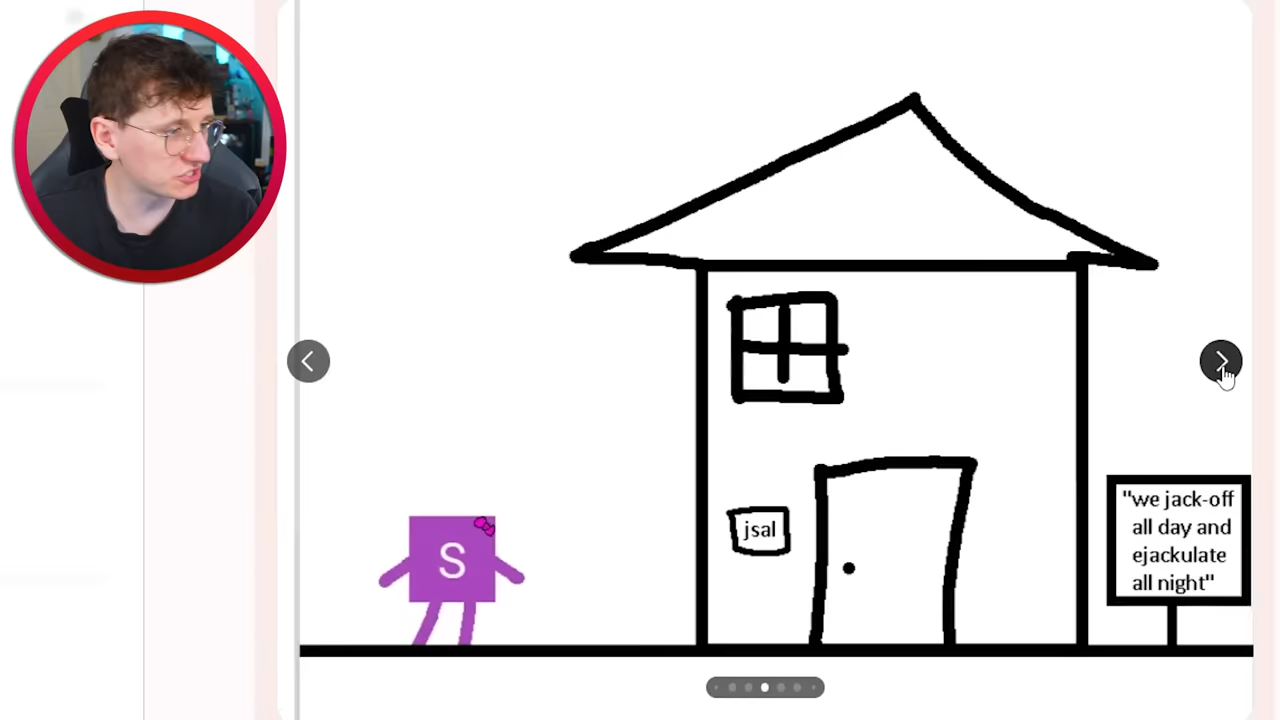 S
jsal
"we jack-off
all day and
ejackulate
all night"